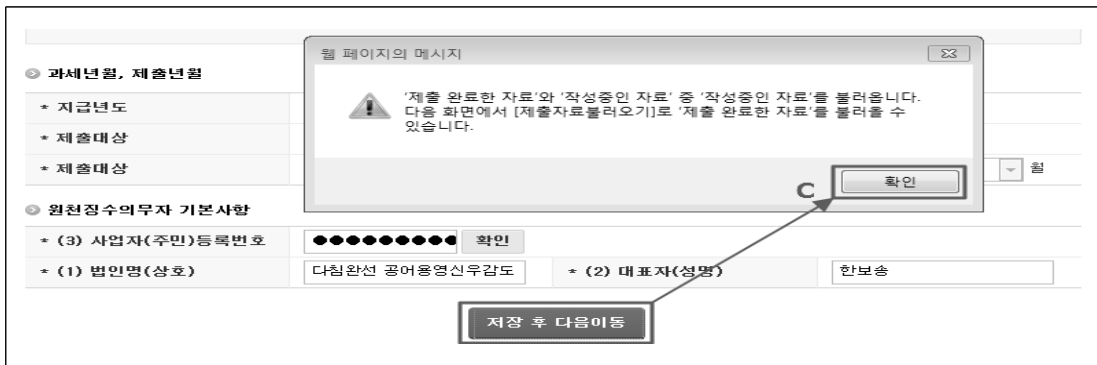 웹 페이지의 메시지
과세년월, 제출년월
* 지급년도
* 제출대상
* 제출대상
'제출 완료한 자료'와 '작성중인 자료' 중 '작성중인 자료'를 불러옵니다.
다음 화면에서 [제출자료불러오기]로 '제출 완료한 자료'를 불러올 수
있습니다.
월
확인
C
원천징수의무자 기본사항
* (3) 사업자(주민)등록번호 ●●●●●●●●●● 확인
* (1) 법인명(상호) 다침완선 공어용영신우감도 * (2) 대표자(성명) 한보송
저장 후 다음이동